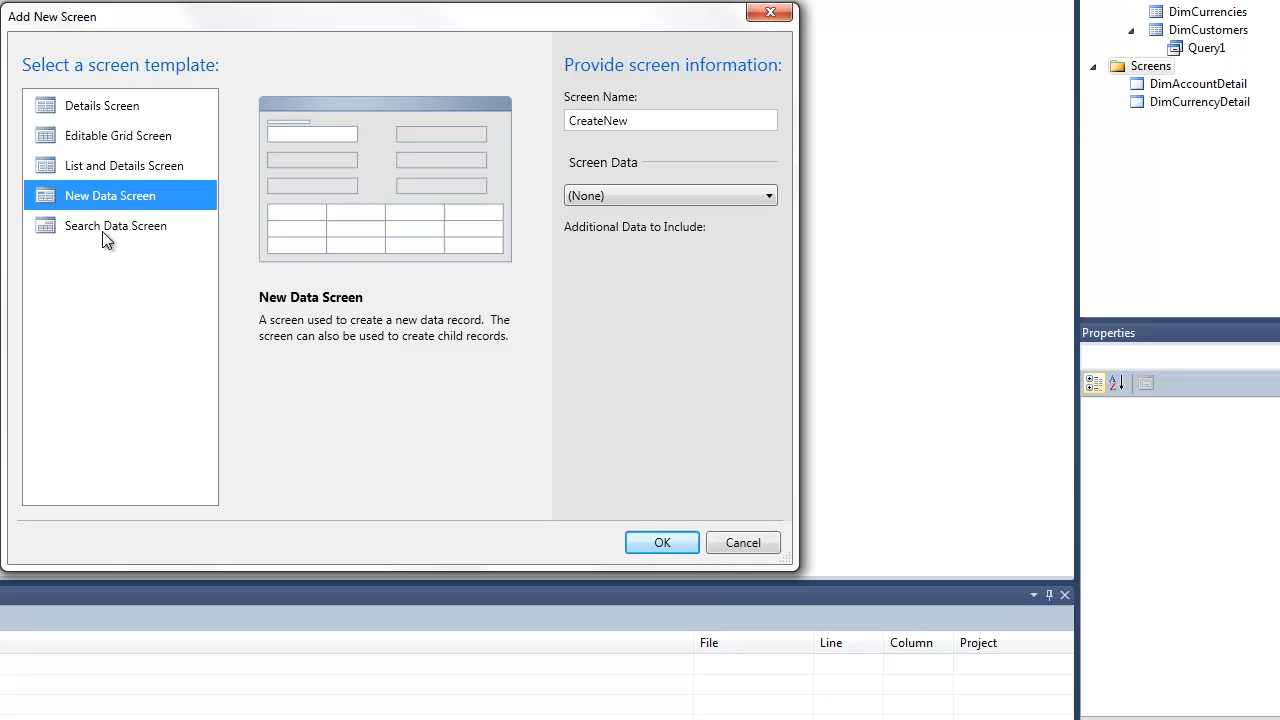 Add New Screen
Select a screen template:
Details Screen
Editable Grid Screen
List and Details Screen
New Data Screen
Search Data Screen
New Data Screen
A screen used to create a new data record. The
screen can also be used to create child records.
Provide screen information:
Screen Name:
CreateNew
Screen Data
(None)
Additional Data to Include:
OK
Cancel
DimCurrencies
DimCustomers
Query1
Screens
DimAccountDetail
DimCurrencyDetail
Properties
File
Line
Column
Project